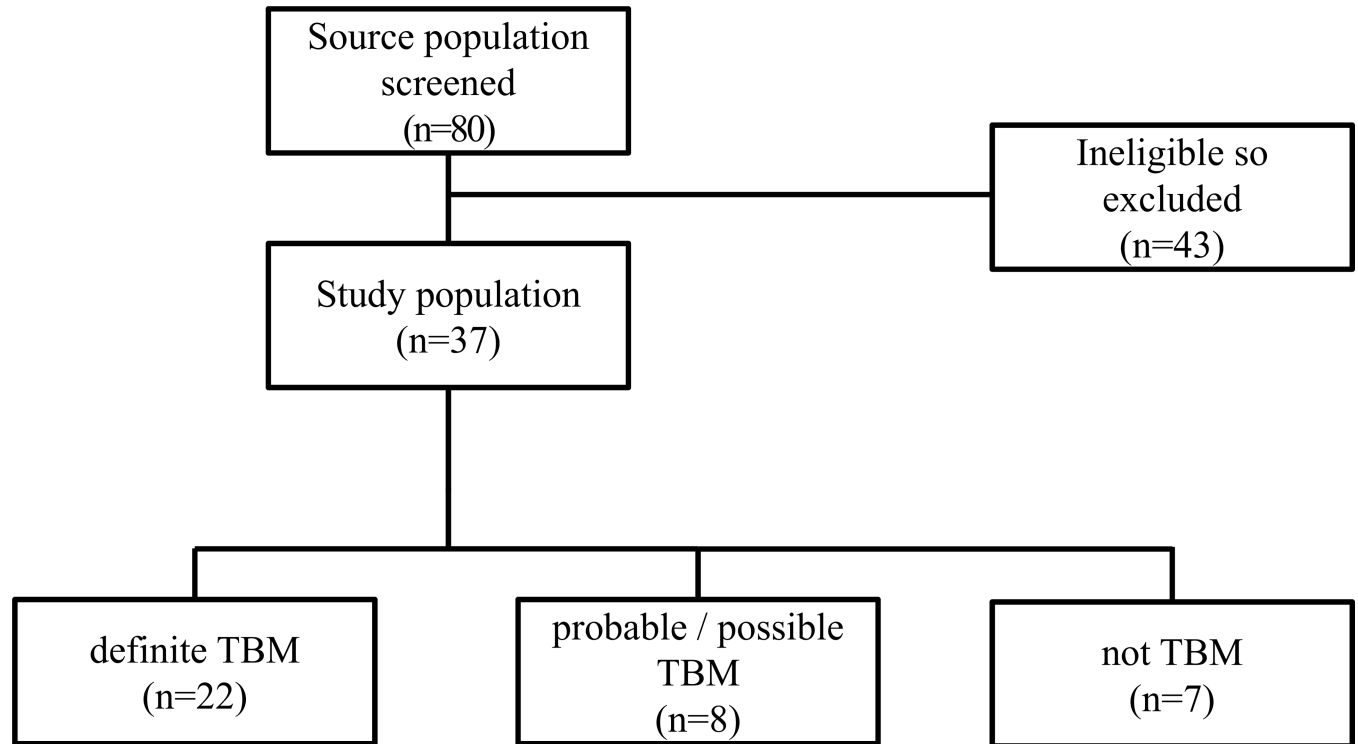 Source population
screened
(n=80)
Ineligible so
excluded
(n=43)
Study population
(n=37)
definite TBM
(n=22)
probable / possible
TBM
(n=8)
not TBM
(n=7)